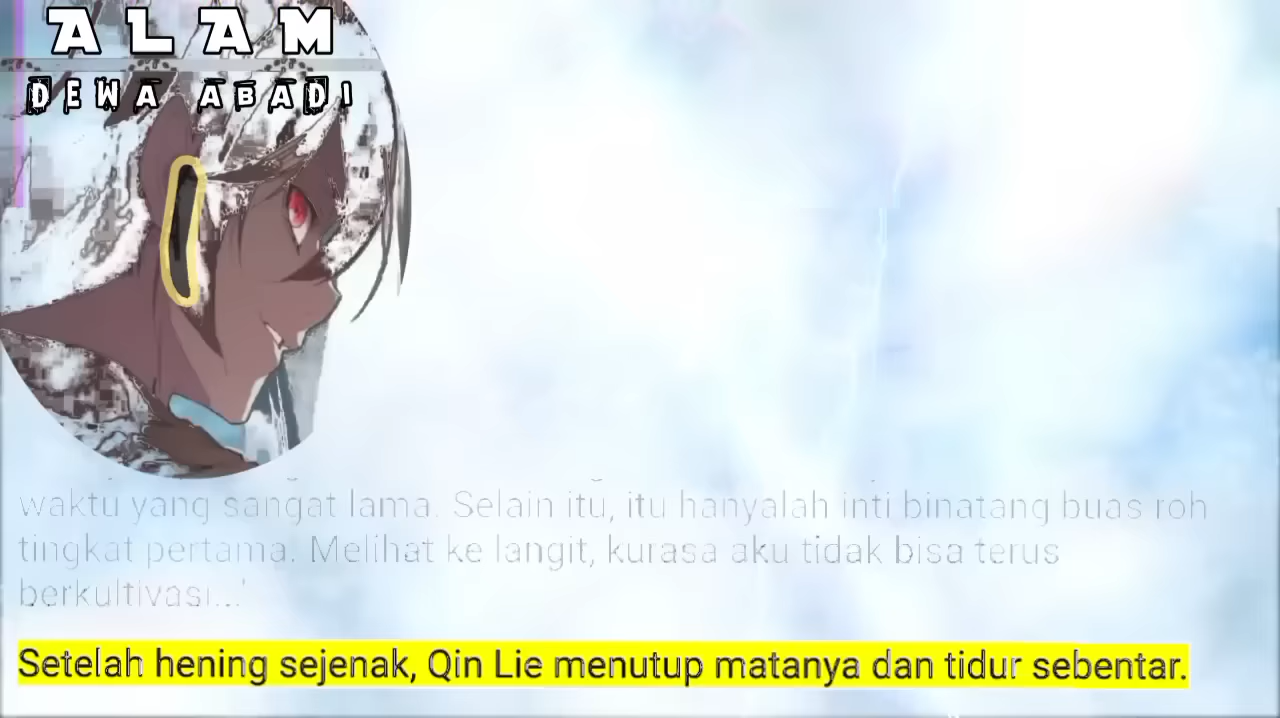 ALAM
DEWA ABADI
waktu yang sangat lama. Selain itu, itu hanyalah inti binatang buas roh
tingkat pertama. Melihat ke langit, kurasa aku tidak bisa terus
berkultivasi...'
Setelah hening sejenak, Qin Lie menutup matanya dan tidur sebentar.